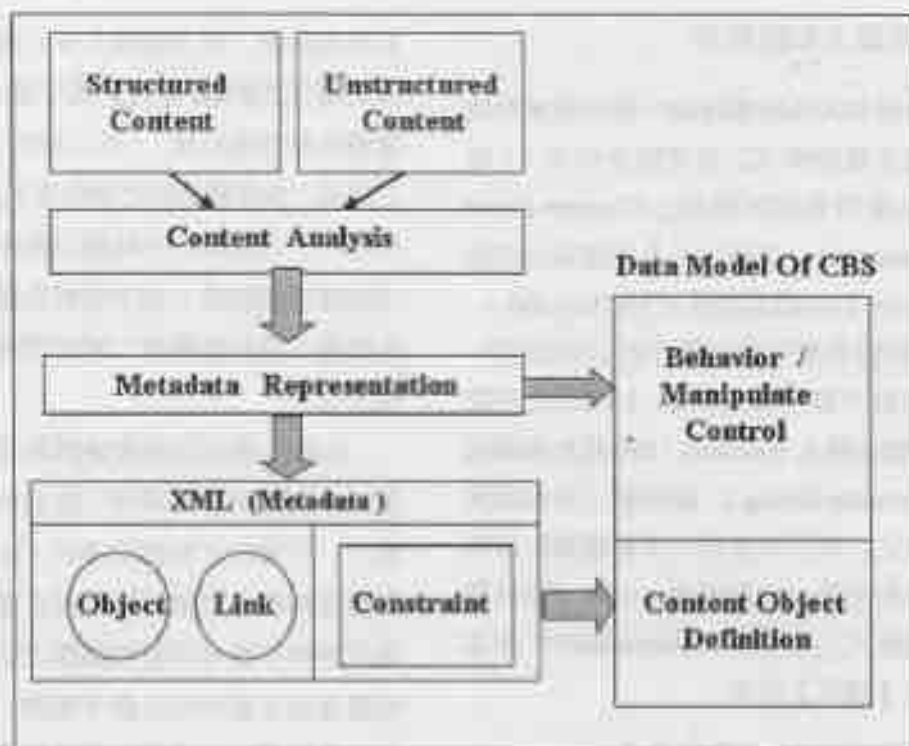 Structured
Content
Unstructured
Content
Content Analysis
Data Model Of CBS
Metadata Representation
Behavior /
Manipulate
Control
XML (Metadata)
Object
Link
Constraint
Content Object
Definition